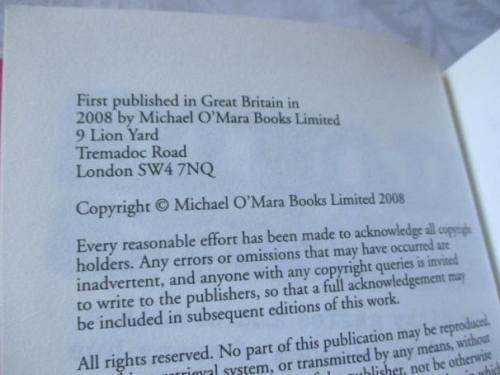 First published in Great Britain in
2008 by Michael O'Mara Books Limited
9 Lion Yard
Tremadoc Road
London SW4 7NQ
Copyright © Michael O'Mara Books Limited 2008
Every reasonable effort has been made to acknowledge all copyright
holders. Any errors or omissions that may have occurred are
inadvertent, and anyone with any copyright queries is invited
to write to the publishers, so that a full acknowledgement may
be included in subsequent editions of this work.
All rights reserved. No part of this publication may be reproduced,
retrieval system, or transmitted by any means, without
publisher, not be otherwise
which